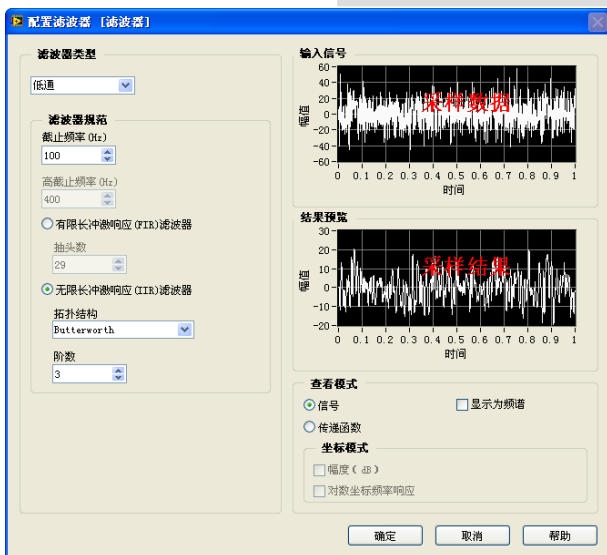 配置滤波器 [滤波器]
滤波器类型
低通
滤波器规范
截止频率(Hz)
100
高截止频率(Hz)
400
有限长冲激响应(FIR)滤波器
抽头数
29
无限长冲激响应(IIR)滤波器
拓扑结构
Butterworth
阶数
3
输入信号
60
40
20
0
-20
-40
-60
幅值
采样数据
0 0.1 0.2 0.3 0.4 0.5 0.6 0.7 0.8 0.9 1
时间
结果预览
30
20
10
0
-10
-20
幅值
采样结果
0 0.1 0.2 0.3 0.4 0.5 0.6 0.7 0.8 0.9 1
时间
查看模式
信号
显示为频谱
传递函数
坐标模式
幅度(dB)
对数坐标频率响应
确定 取消 帮助